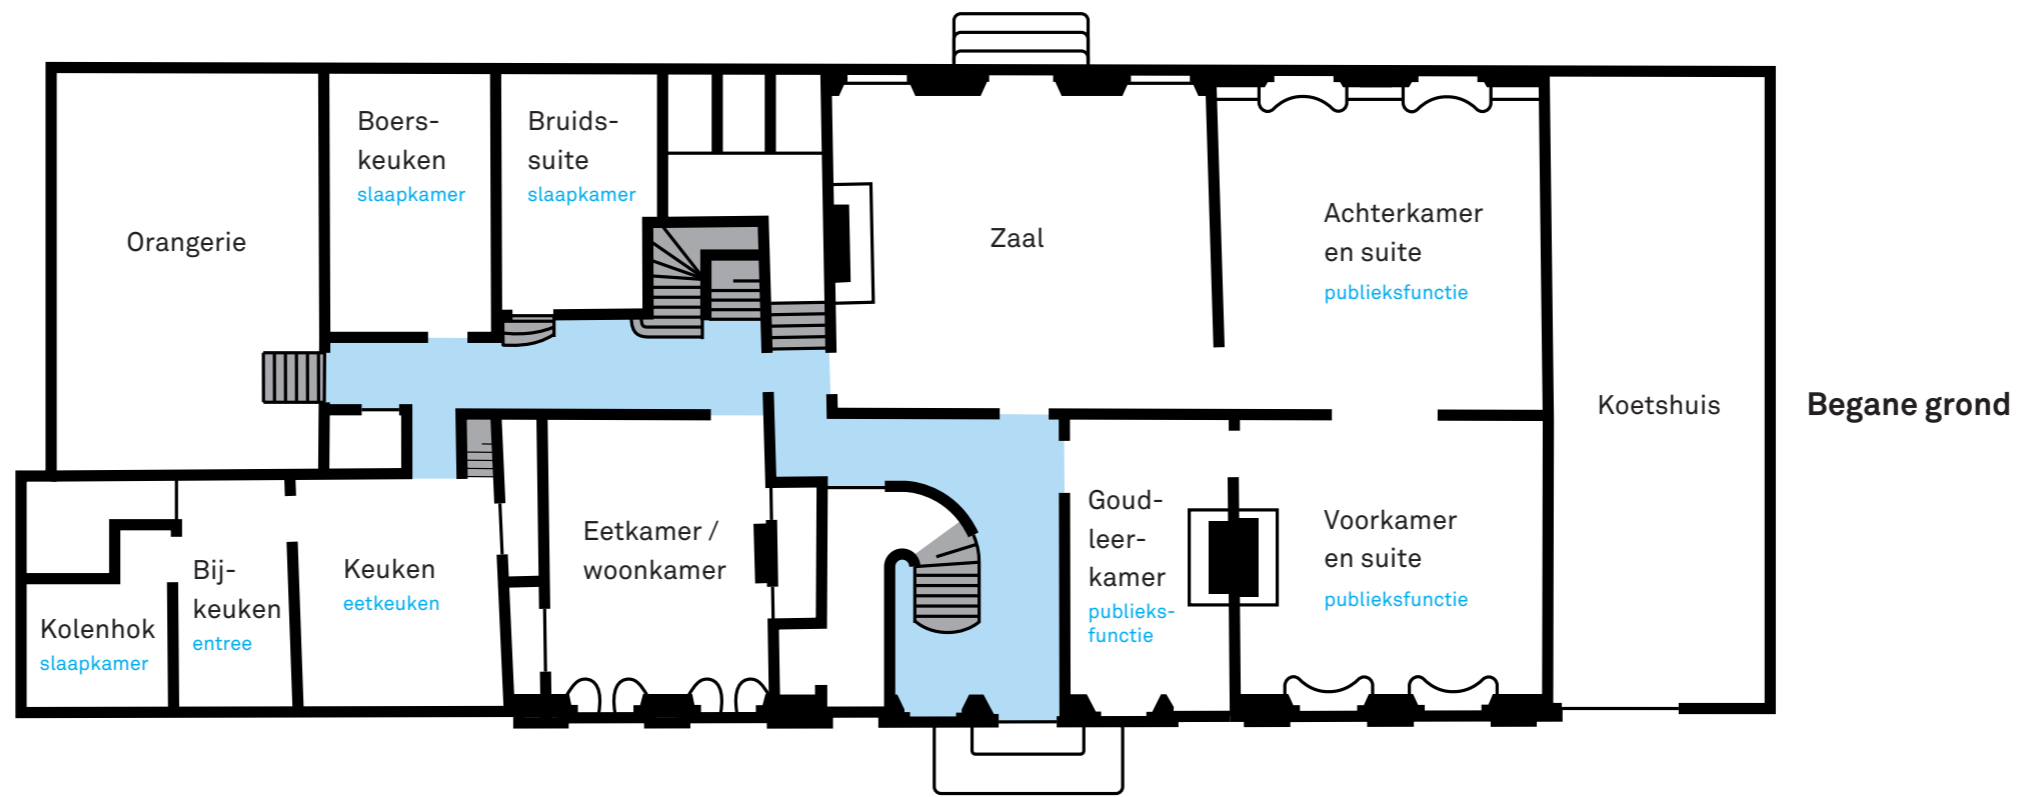 Orangerie
Boers-
keuken
slaapkamer
Bruids-
suite
slaapkamer
Zaal
Achterkamer
en suite
publieksfunctie
Koetshuis
Begane grond
Kolenhok
slaapkamer
Bij-
keuken
entree
Keuken
eetkeuken
Eetkamer /
woonkamer
Goud-
leer-
kamer
publieks-
functie
Voorkamer
en suite
publieksfunctie